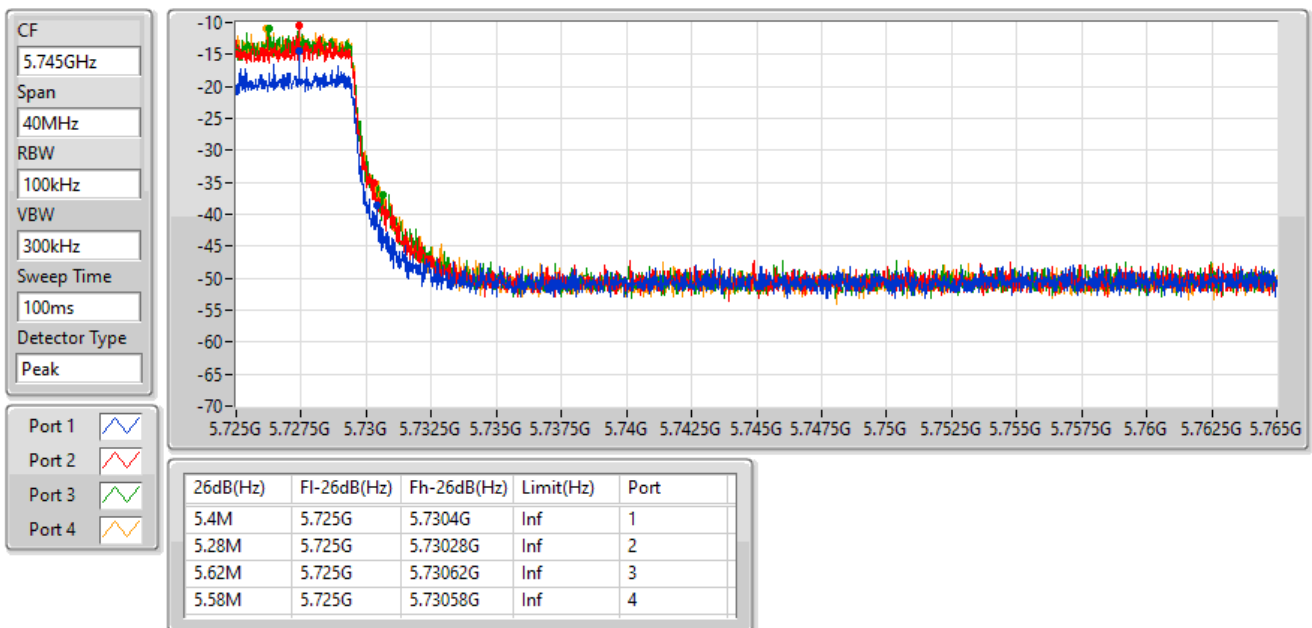 CF
5.745GHz
Span
40MHz
RBW
100kHz
VBW
300kHz
Sweep Time
100ms
Detector Type
Peak
Port 1
Port 2
Port 3
Port 4
-10
-15
-20
-25
-30
-35
-40
-45
-50
-55
-60
-65
-70
5.725G 5.7275G 5.73G 5.7325G 5.735G 5.7375G 5.74G 5.7425G 5.745G 5.7475G 5.75G 5.7525G 5.755G 5.7575G 5.76G 5.7625G 5.765G
26dB(Hz) Fl-26dB(Hz) Fh-26dB(Hz) Limit(Hz) Port
5.4M 5.725G 5.7304G Inf 1
5.28M 5.725G 5.73028G Inf 2
5.62M 5.725G 5.73062G Inf 3
5.58M 5.725G 5.73058G Inf 4